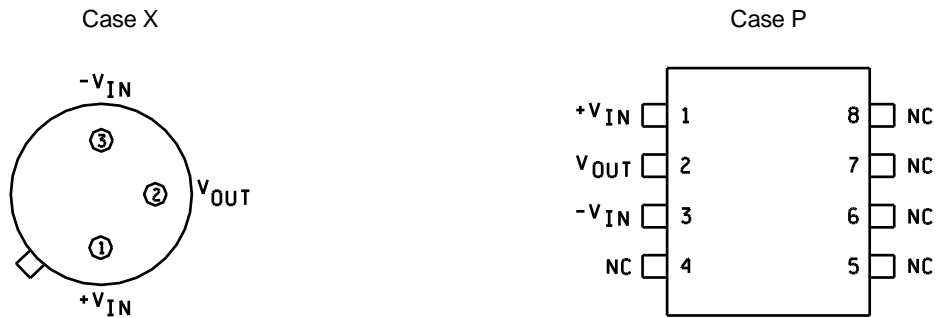 Case X
-VIN
3
2 VOUT
1
+VIN
Case P
+VIN 1 8 NC
VOUT 2 7 NC
-VIN 3 6 NC
NC 4 5 NC